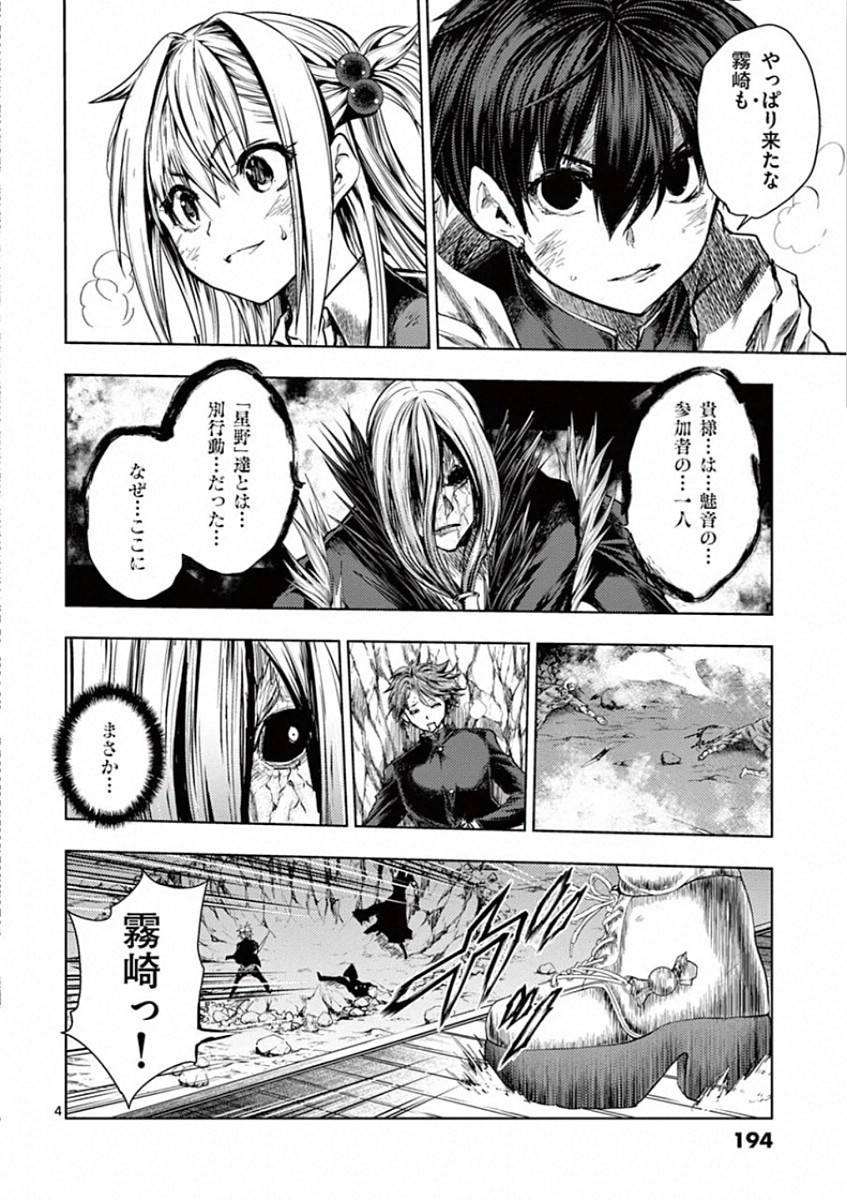 やっぱり来たな
霧崎も
貴様…は…魅音の…
参加者の…一人
「星野」達とは…
別行動…だった…
なぜ…ここに
まさか…
霧崎っ!
4
194